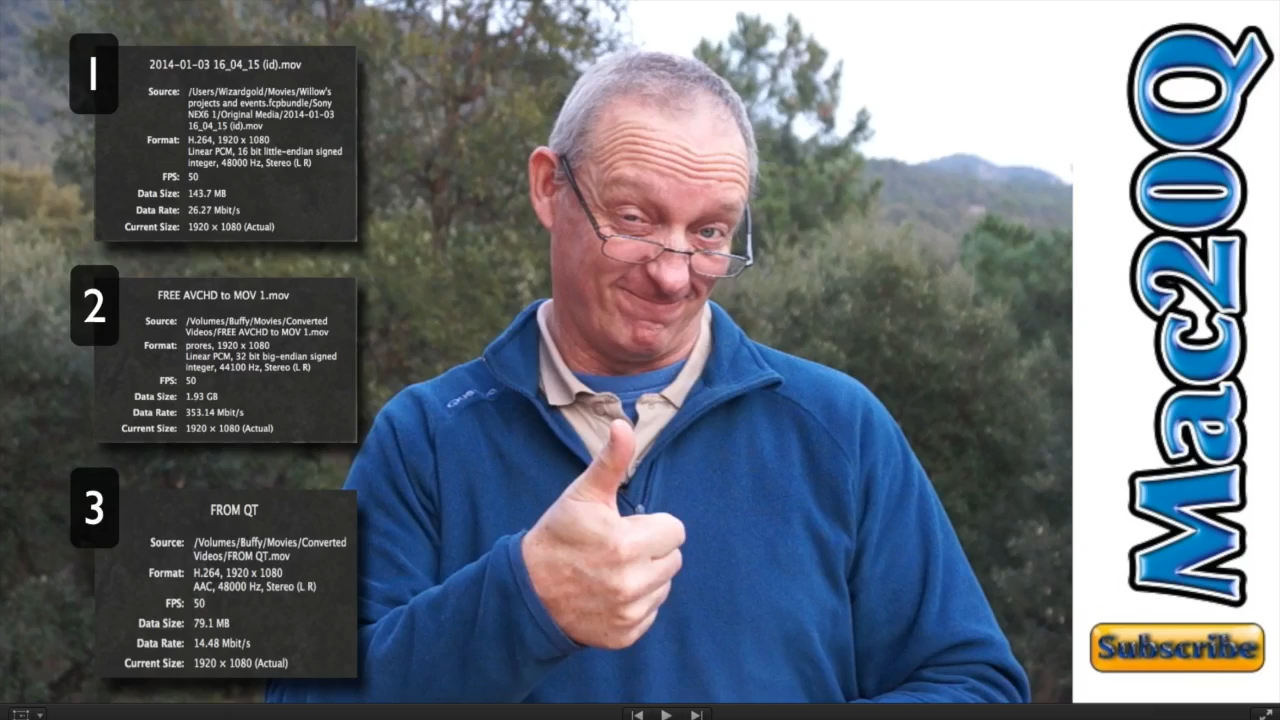 1
2014-01-03 16_04_15 (id).mov
Source: /Users/Wizardgold/Movies/Willow's
projects and events.fcpbundle/Sony
NEX6 1/Original Media/2014-01-03
16_04_15 (id).mov
Format: H.264, 1920 x 1080
Linear PCM, 16 bit little-endian signed
integer, 48000 Hz, Stereo (L R)
FPS: 50
Data Size: 143.7 MB
Data Rate: 26.27 Mbit/s
Current Size: 1920 × 1080 (Actual)
2
FREE AVCHD to MOV 1.mov
Source: /Volumes/Buffy/Movies/Converted
Videos/FREE AVCHD to MOV 1.mov
Format: prores, 1920 x 1080
Linear PCM, 32 bit big-endian signed
integer, 44100 Hz, Stereo (L R)
FPS: 50
Data Size: 1.93 GB
Data Rate: 353.14 Mbit/s
Current Size: 1920 × 1080 (Actual)
3
FROM QT
Source: /Volumes/Buffy/Movies/Converted
Videos/FROM QT.mov
Format: H.264, 1920 x 1080
AAC, 48000 Hz, Stereo (L R)
FPS: 50
Data Size: 79.1 MB
Data Rate: 14.48 Mbit/s
Current Size: 1920 × 1080 (Actual)
Mac20Q
Subscribe